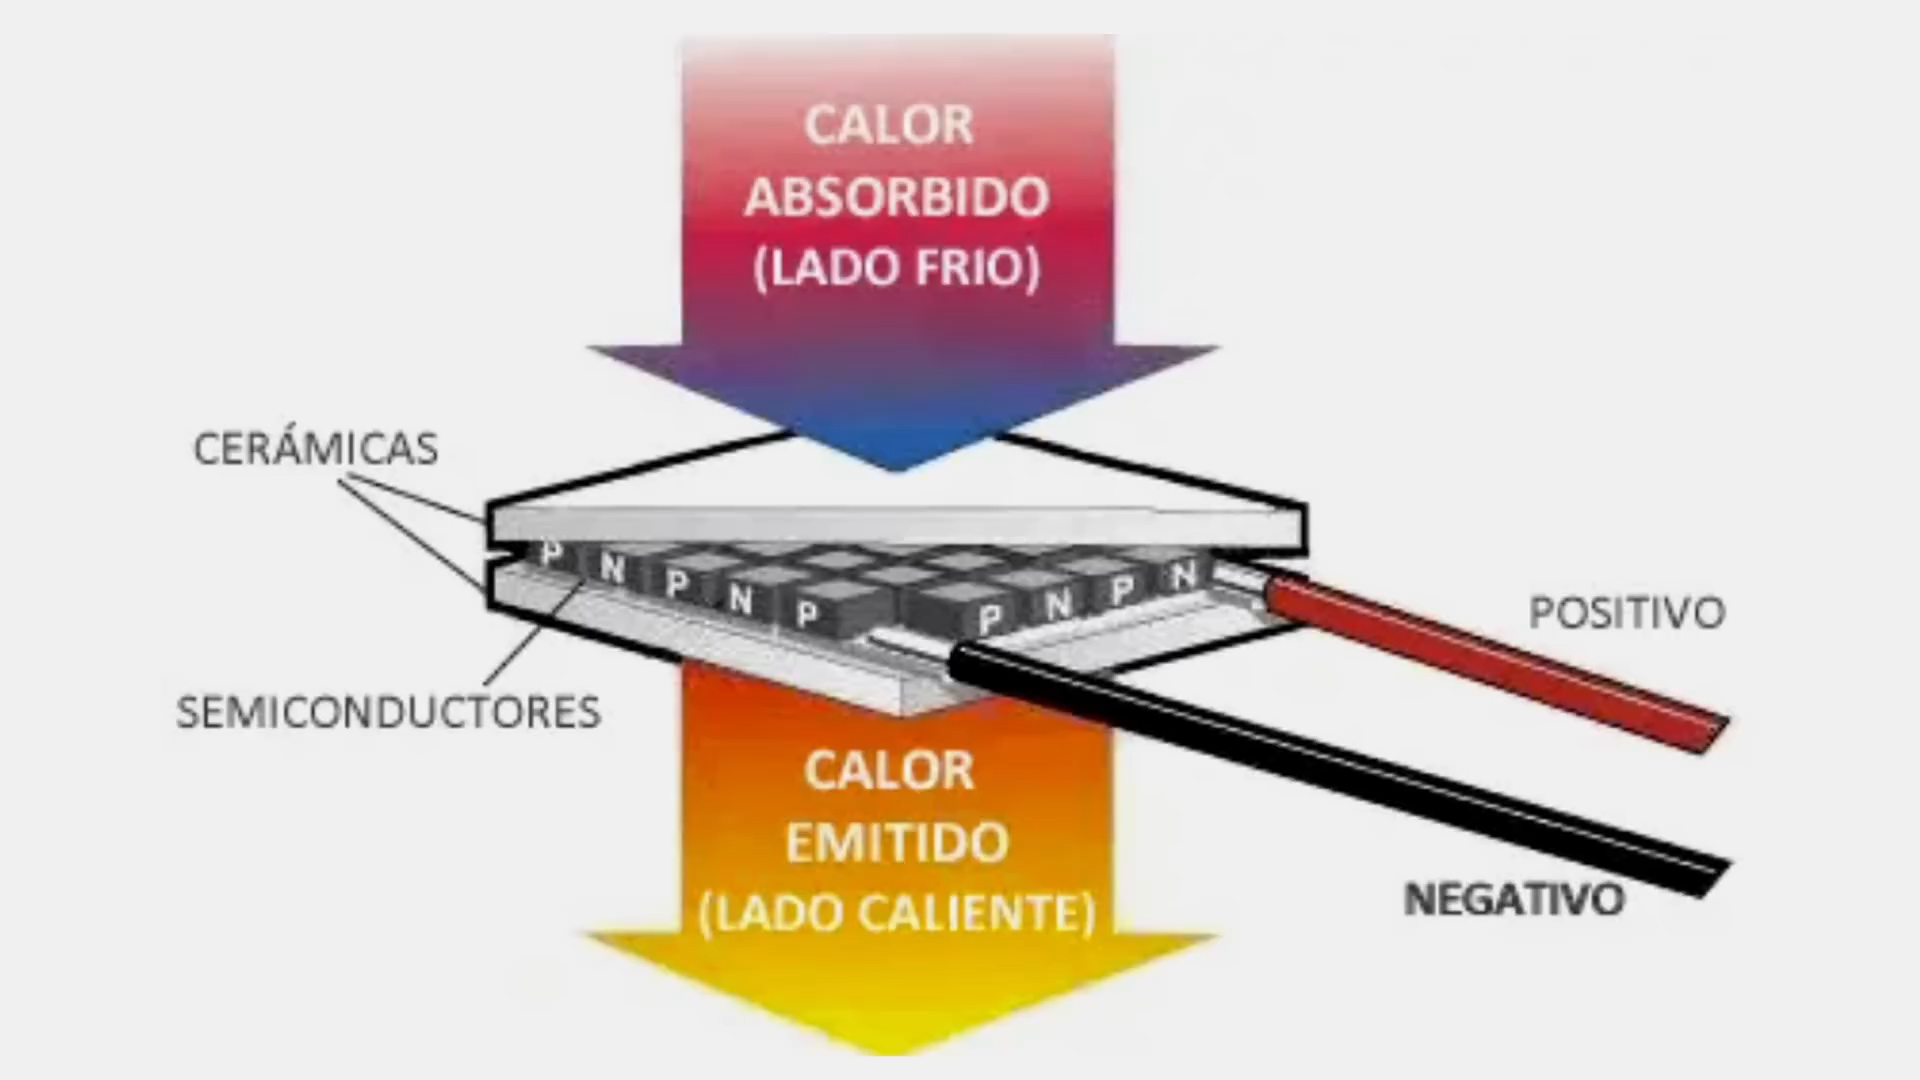 CALOR
ABSORBIDO
(LADO FRIO)
CERÁMICAS
P N P N P P N P N
POSITIVO
SEMICONDUCTORES
CALOR
EMITIDO
(LADO CALIENTE)
NEGATIVO